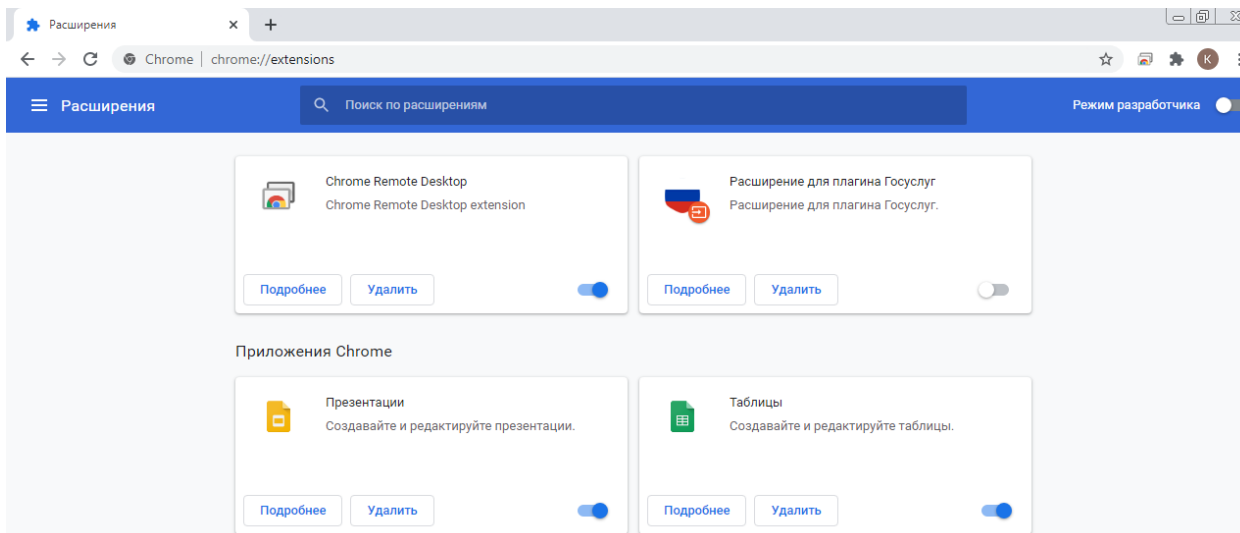 Расширения
Chrome | chrome://extensions
K
Расширения
Поиск по расширениям
Режим разработчика
Chrome Remote Desktop
Chrome Remote Desktop extension
Подробнее
Удалить
Расширение для плагина Госуслуг
Расширение для плагина Госуслуг.
Подробнее
Удалить
Приложения Chrome
Презентации
Создавайте и редактируйте презентации.
Подробнее
Удалить
Таблицы
Создавайте и редактируйте таблицы.
Подробнее
Удалить